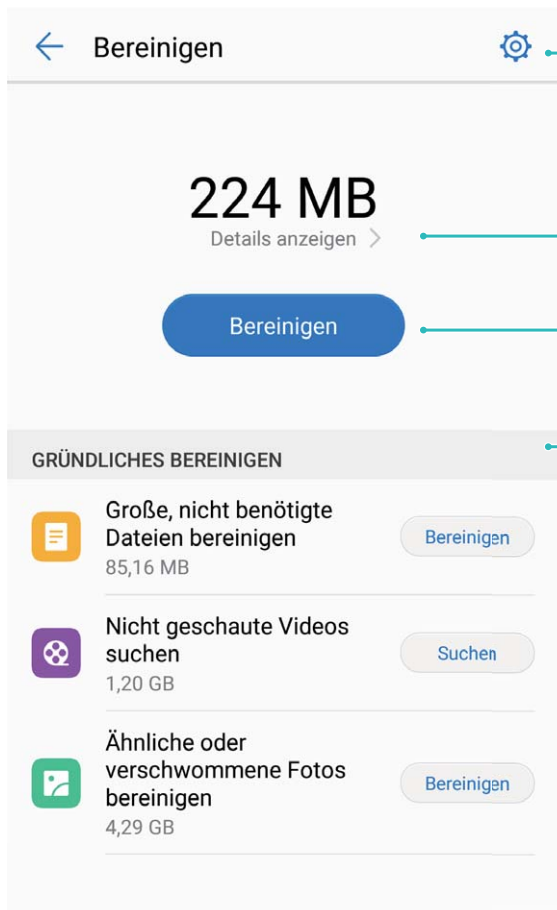 Bereinigen
224 MB
Details anzeigen
Bereinigen
GRÜNDLICHES BEREINIGEN
Große, nicht benötigte
Dateien bereinigen
85,16 MB
Bereinigen
Nicht geschaute Videos
suchen
1,20 GB
Suchen
Ähnliche oder
verschwommene Fotos
bereinigen
4,29 GB
Bereinigen